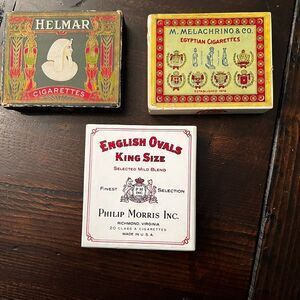 HELMAR
CIGARETTES
M. MELACHRINO & CO.
EGYPTIAN CIGARETTES
ENGLISH OVALS
KING SIZE
SELECTED MILD BLEND
FINEST SELECTION
PHILIP MORRIS INC.
RICHMOND, VIRGINIA
20 CLASS A CIGARETTES
MADE IN U.S.A.